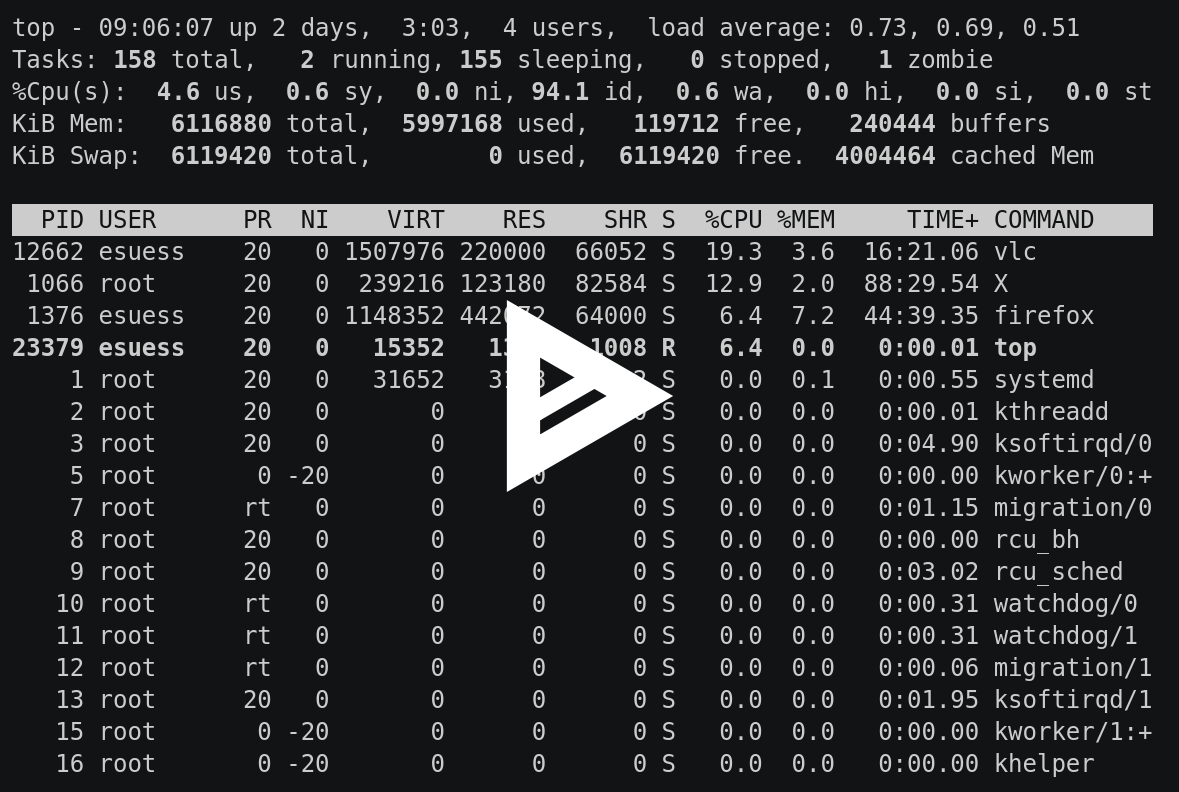 top - 09:06:07 up 2 days,  3:03,  4 users,  load average: 0.73, 0.69, 0.51
Tasks: 158 total,   2 running, 155 sleeping,   0 stopped,   1 zombie
%Cpu(s):  4.6 us,  0.6 sy,  0.0 ni, 94.1 id,  0.6 wa,  0.0 hi,  0.0 si,  0.0 st
KiB Mem:   6116880 total,  5997168 used,   119712 free,   240444 buffers
KiB Swap:  6119420 total,        0 used,  6119420 free.  4004464 cached Mem
  PID USER      PR  NI    VIRT    RES    SHR S  %CPU %MEM     TIME+ COMMAND
12662 esuess    20   0 1507976 220000  66052 S  19.3  3.6  16:21.06 vlc
 1066 root      20   0  239216 123180  82584 S  12.9  2.0  88:29.54 X
 1376 esuess    20   0 1148352  64000 S   6.4  7.2  44:39.35 firefox
23379 esuess    20   0   15352  1008 R   6.4  0.0   0:00.01 top
    1 root      20   0   31652  S   0.0  0.1   0:00.55 systemd
    2 root      20   0       0  S   0.0  0.0   0:00.01 kthreadd
    3 root      20   0       0      0 S   0.0  0.0   0:04.90 ksoftirqd/0
    5 root       0 -20       0      0      0 S   0.0  0.0   0:00.00 kworker/0:+
    7 root      rt   0       0      0      0 S   0.0  0.0   0:01.15 migration/0
    8 root      20   0       0      0      0 S   0.0  0.0   0:00.00 rcu_bh
    9 root      20   0       0      0      0 S   0.0  0.0   0:03.02 rcu_sched
   10 root      rt   0       0      0      0 S   0.0  0.0   0:00.31 watchdog/0
   11 root      rt   0       0      0      0 S   0.0  0.0   0:00.31 watchdog/1
   12 root      rt   0       0      0      0 S   0.0  0.0   0:00.06 migration/1
   13 root      20   0       0      0      0 S   0.0  0.0   0:01.95 ksoftirqd/1
   15 root       0 -20       0      0      0 S   0.0  0.0   0:00.00 kworker/1:+
   16 root       0 -20       0      0      0 S   0.0  0.0   0:00.00 khelper